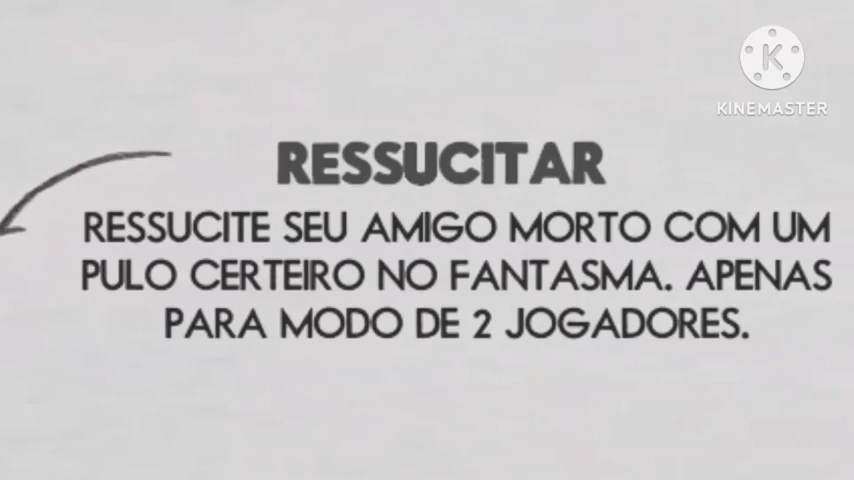 K
KINEMASTER
RESSUCITAR
RESSUCITE SEU AMIGO MORTO COM UM
PULO CERTEIRO NO FANTASMA. APENAS
PARA MODO DE 2 JOGADORES.